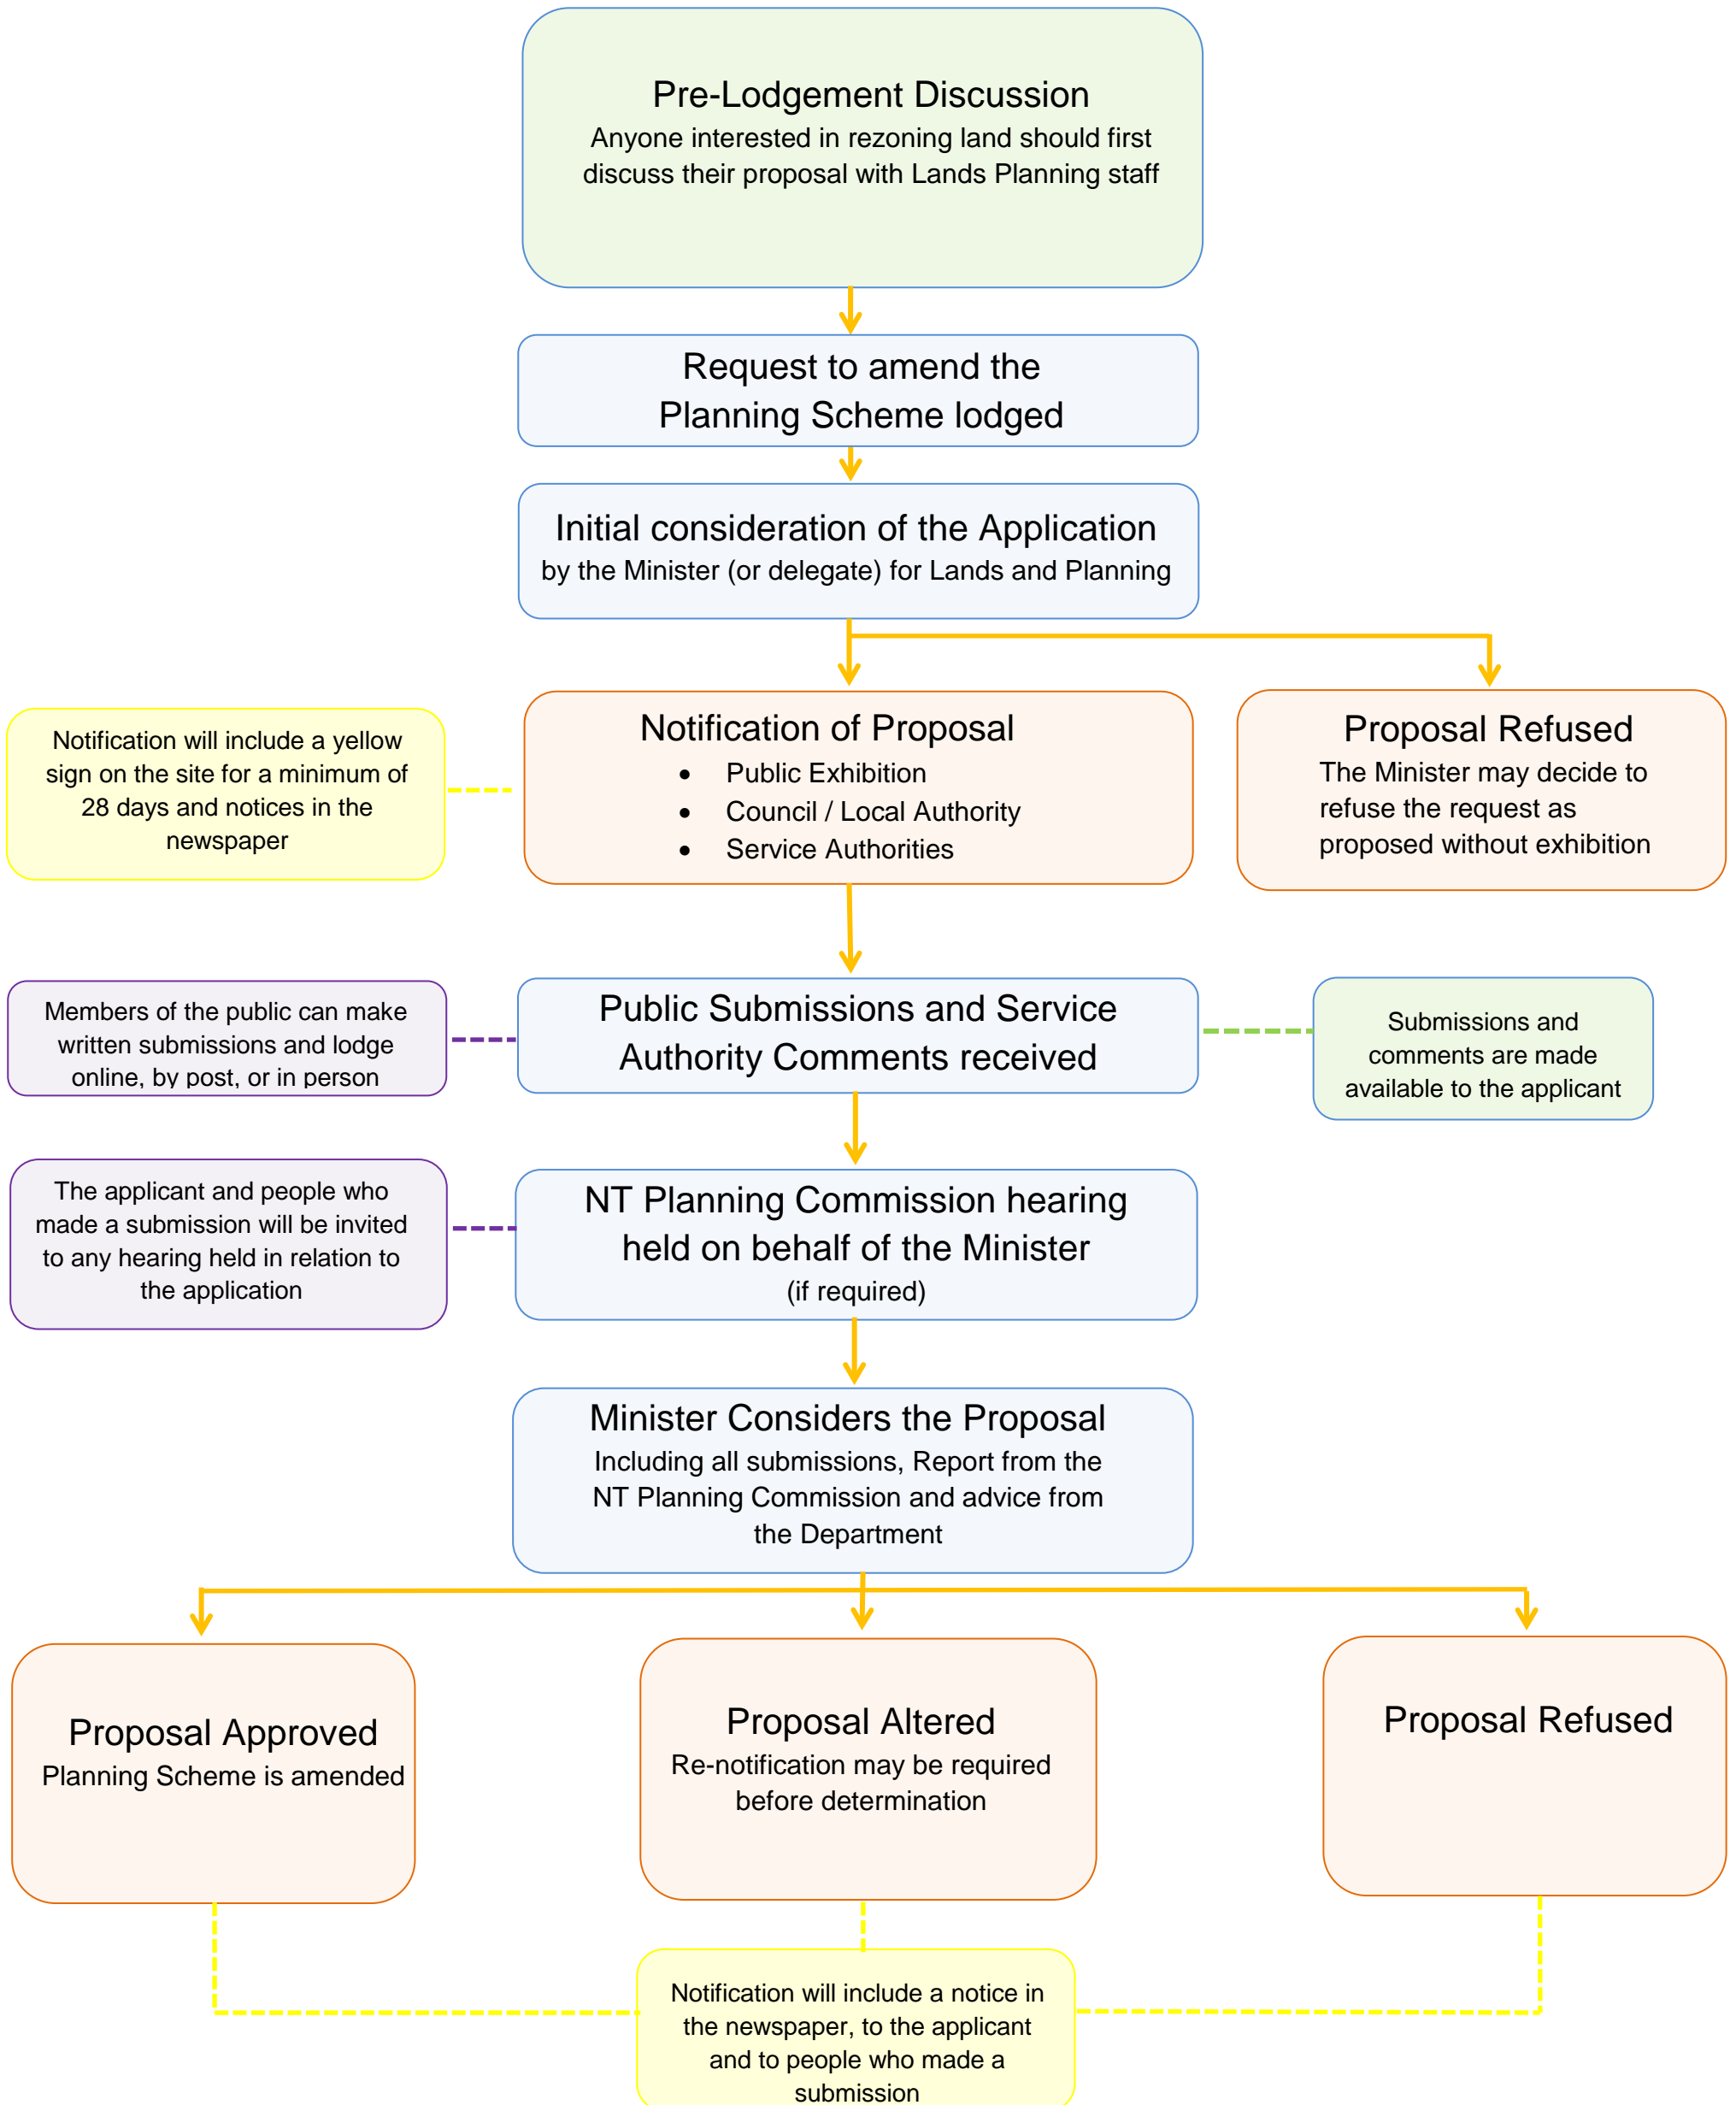 Pre-Lodgement Discussion
Anyone interested in rezoning land should first
discuss their proposal with Lands Planning staff
Request to amend the
Planning Scheme lodged
Initial consideration of the Application
by the Minister (or delegate) for Lands and Planning
Notification will include a yellow
sign on the site for a minimum of
28 days and notices in the
newspaper
Notification of Proposal
• Public Exhibition
• Council / Local Authority
• Service Authorities
Proposal Refused
The Minister may decide to
refuse the request as
proposed without exhibition
Members of the public can make
written submissions and lodge
online, by post, or in person
Public Submissions and Service
Authority Comments received
Submissions and
comments are made
available to the applicant
The applicant and people who
made a submission will be invited
to any hearing held in relation to
the application
NT Planning Commission hearing
held on behalf of the Minister
(if required)
Minister Considers the Proposal
Including all submissions, Report from the
NT Planning Commission and advice from
the Department
Proposal Approved
Planning Scheme is amended
Proposal Altered
Re-notification may be required
before determination
Proposal Refused
Notification will include a notice in
the newspaper, to the applicant
and to people who made a
submission